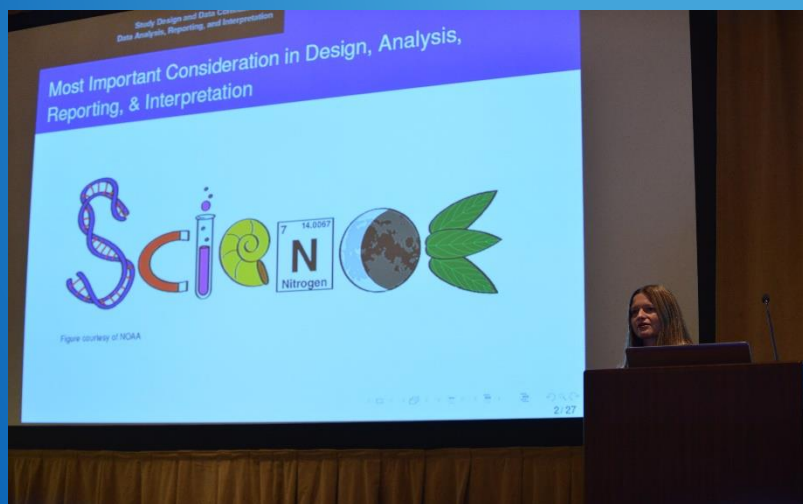 Study Design and Data
Data Analysis, Reporting, and Interpretation
Most Important Consideration in Design, Analysis,
Reporting, & Interpretation
7 14.0067
ScieNce
Nitrogen
Figure courtesy of NOAA
2/27